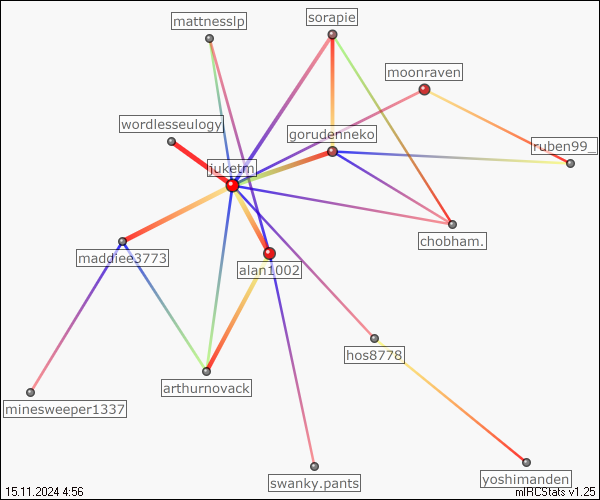 mattnesslp
sorapie
moonraven
wordlesseulogy
gorudenneko
ruben99_
juketm
chobham.
maddiee3773
alan1002
hos8778
arthurnovack
minesweeper1337
swanky.pants
yoshimanden
15.11.2024 4:56
mIRCStats v1.25